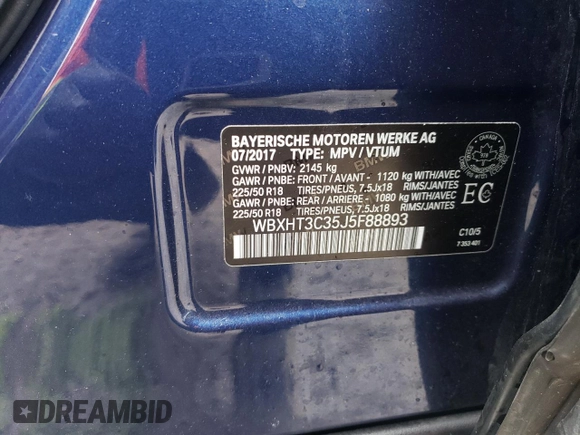 BAYERISCHE MOTOREN WERKE AG
07/2017 TYPE: MPV / VTUM
GVWR / PNBV: 2145 kg
GAWR / PNBE: FRONT / AVANT - 1120 kg WITH/AVEC
225/50 R18 TIRES/PNEUS, 7.5Jx18 RIMS/JANTES
GAWR / PNBE: REAR / ARRIERE - 1080 kg WITH/AVEC
225/50 R18 TIRES/PNEUS, 7.5Jx18 RIMS/JANTES
WBXHT3C35J5F88893
EC
C10/5
7 353 401
CANADA
DREAMBID